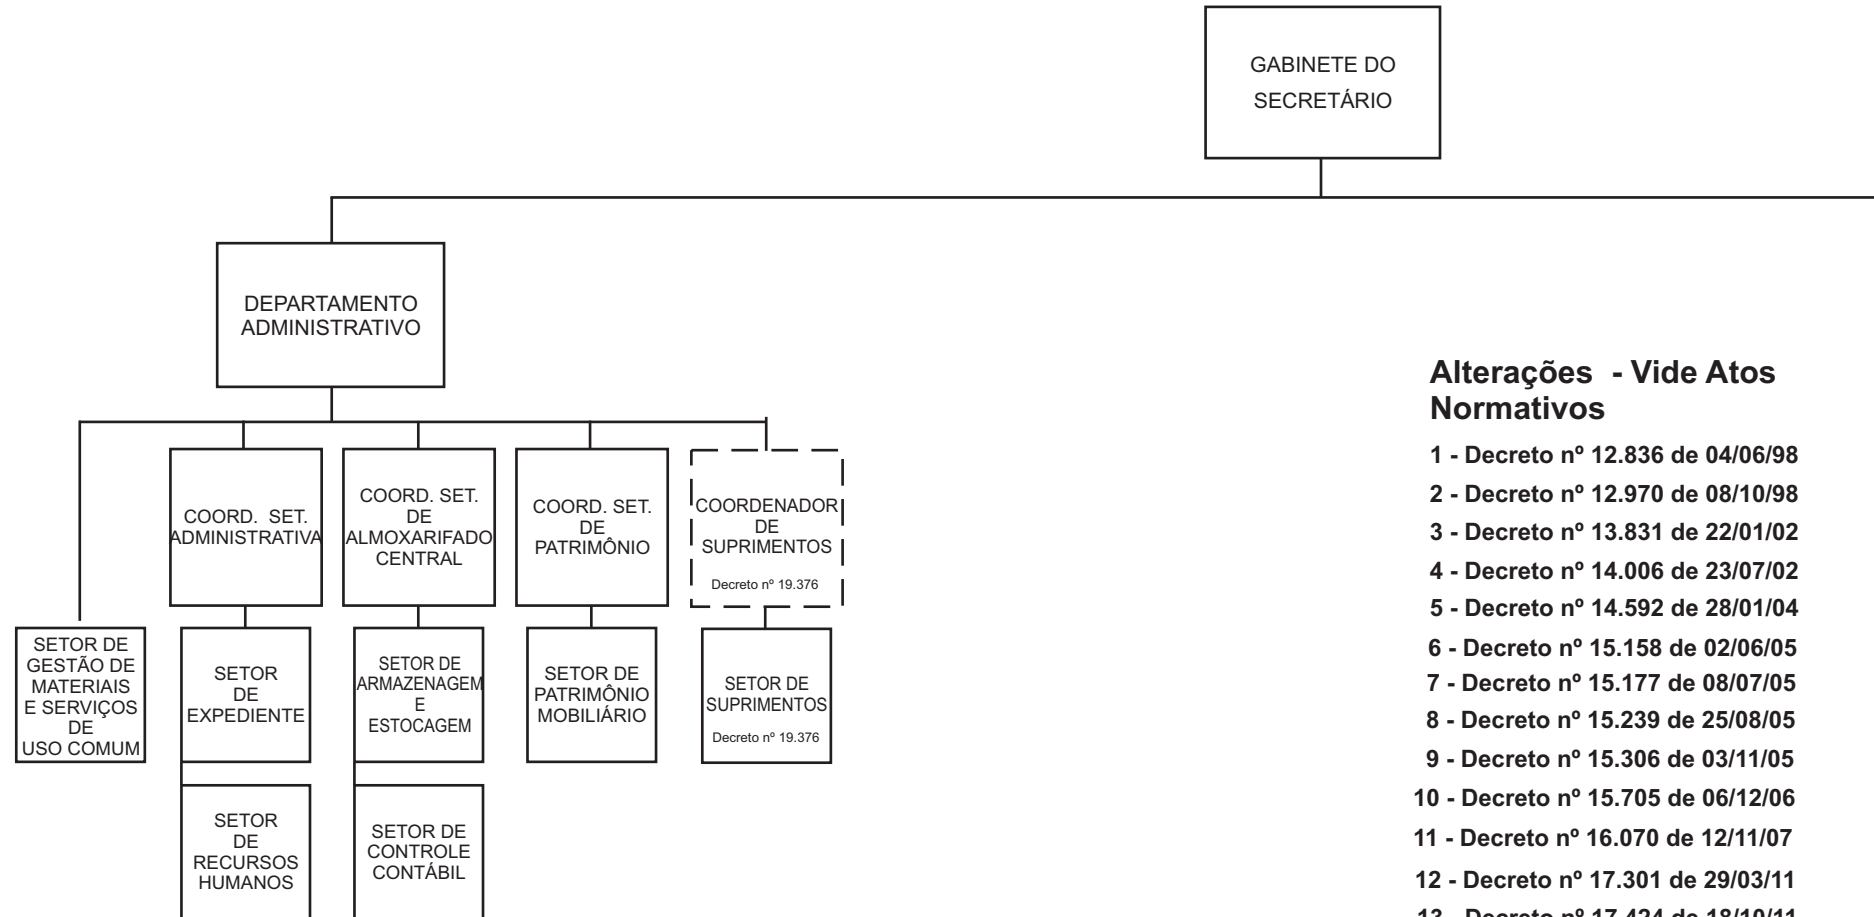 GABINETE DO
SECRETÁRIO
DEPARTAMENTO
ADMINISTRATIVO
COORD. SET.
ADMINISTRATIVA
COORD. SET.
DE
ALMOXARIFADO
CENTRAL
COORD. SET.
DE
PATRIMÔNIO
COORDENADOR
DE
SUPRIMENTOS
Decreto nº 19.376
SETOR DE
GESTÃO DE
MATERIAIS
E SERVIÇOS
DE
USO COMUM
SETOR
DE
EXPEDIENTE
SETOR DE
ARMAZENAGEM
E
ESTOCAGEM
SETOR DE
PATRIMÔNIO
MOBILIÁRIO
SETOR DE
SUPRIMENTOS
Decreto nº 19.376
SETOR
DE
RECURSOS
HUMANOS
SETOR DE
CONTROLE
CONTÁBIL
Alterações - Vide Atos
Normativos
1 - Decreto nº 12.836 de 04/06/98
2 - Decreto nº 12.970 de 08/10/98
3 - Decreto nº 13.831 de 22/01/02
4 - Decreto nº 14.006 de 23/07/02
5 - Decreto nº 14.592 de 28/01/04
6 - Decreto nº 15.158 de 02/06/05
7 - Decreto nº 15.177 de 08/07/05
8 - Decreto nº 15.239 de 25/08/05
9 - Decreto nº 15.306 de 03/11/05
10 - Decreto nº 15.705 de 06/12/06
11 - Decreto nº 16.070 de 12/11/07
12 - Decreto nº 17.301 de 29/03/11
13 - Decreto nº 17.424 de 18/10/11